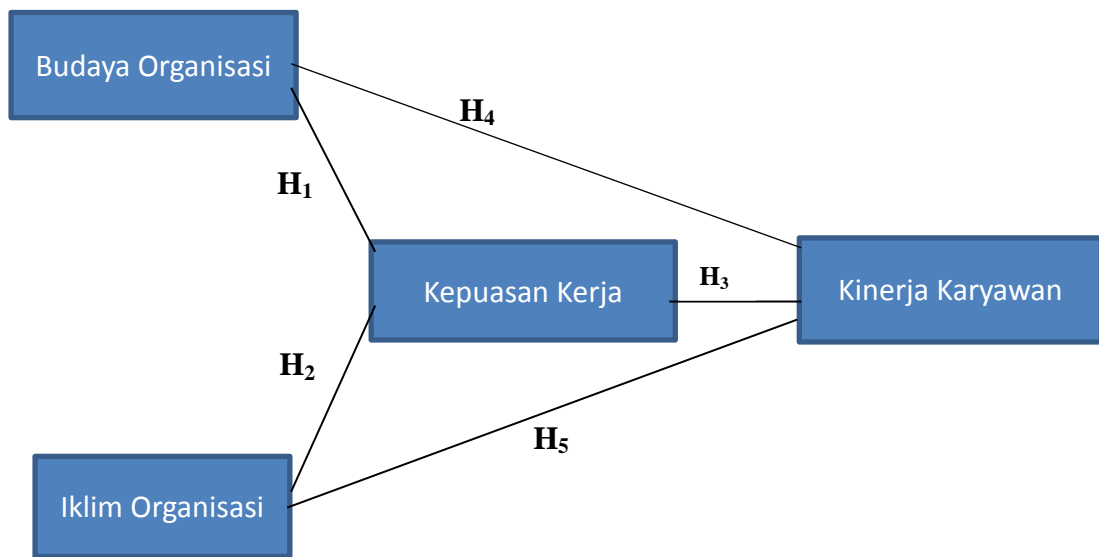 Budaya Organisasi
H₄
H₁
Kepuasan Kerja
H₃
Kinerja Karyawan
H₂
H₅
Iklim Organisasi